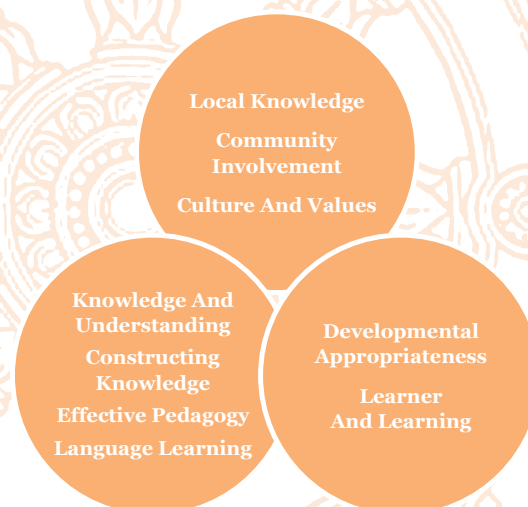 Local Knowledge
Community
Involvement
Culture And Values
Knowledge And
Understanding
Constructing
Knowledge
Effective Pedagogy
Language Learning
Developmental
Appropriateness
Learner
And Learning